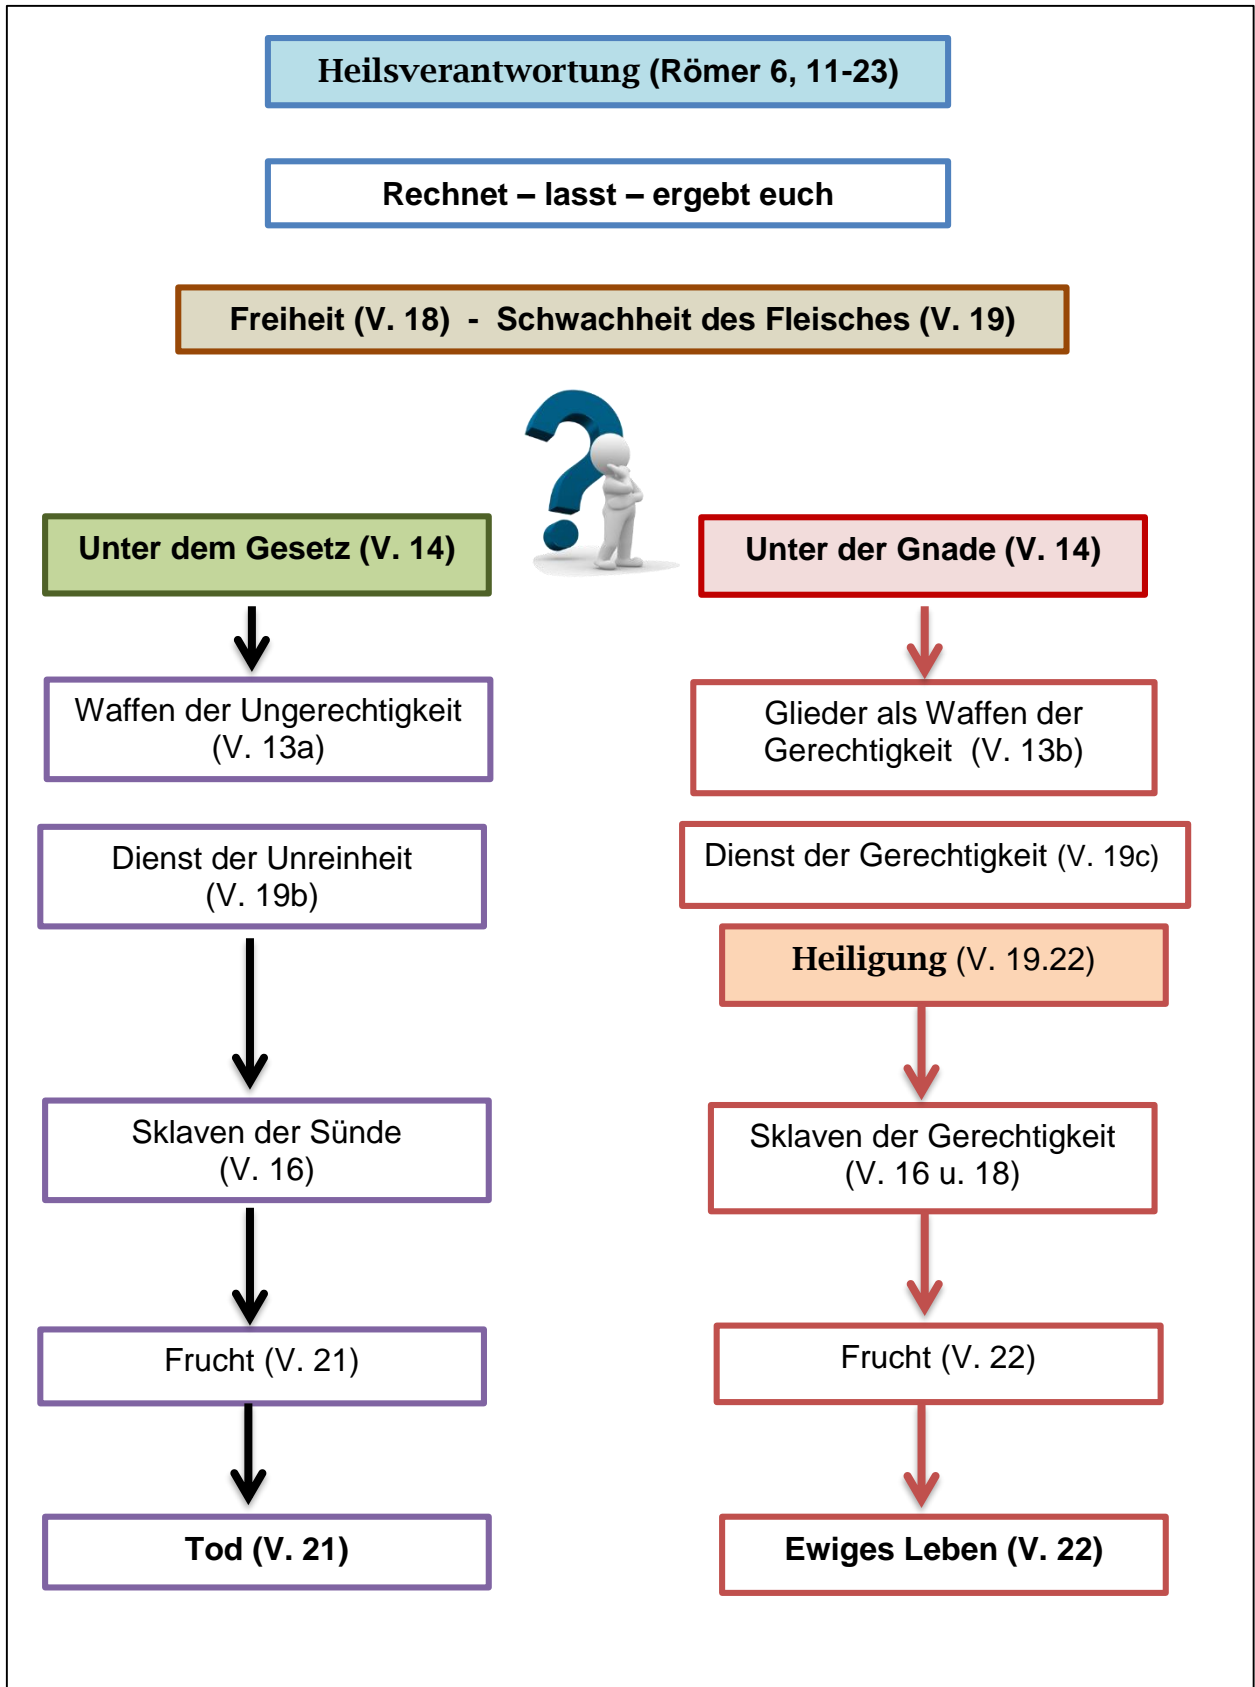 Heilsverantwortung (Römer 6, 11-23)
Rechnet – lasst – ergebt euch
Freiheit (V. 18)  -  Schwachheit des Fleisches (V. 19)
Unter dem Gesetz (V. 14)
Waffen der Ungerechtigkeit
(V. 13a)
Dienst der Unreinheit
(V. 19b)
Sklaven der Sünde
(V. 16)
Frucht (V. 21)
Tod (V. 21)
Unter der Gnade (V. 14)
Glieder als Waffen der
Gerechtigkeit  (V. 13b)
Dienst der Gerechtigkeit (V. 19c)
Heiligung (V. 19.22)
Sklaven der Gerechtigkeit
(V. 16 u. 18)
Frucht (V. 22)
Ewiges Leben (V. 22)